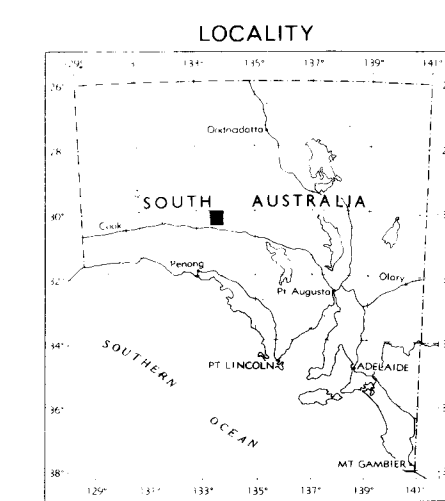 LOCALITY
135° 137° 139° 141°
26°
Oodnadatta
28°
SOUTH AUSTRALIA
30°
Cook
32°
Penong
Olary
Pt Augusta
34°
PT LINCOLN
ADELAIDE
SOUTHERN OCEAN
36°
MT GAMBIER
38°
129° 131° 133° 135° 137° 139° 141°